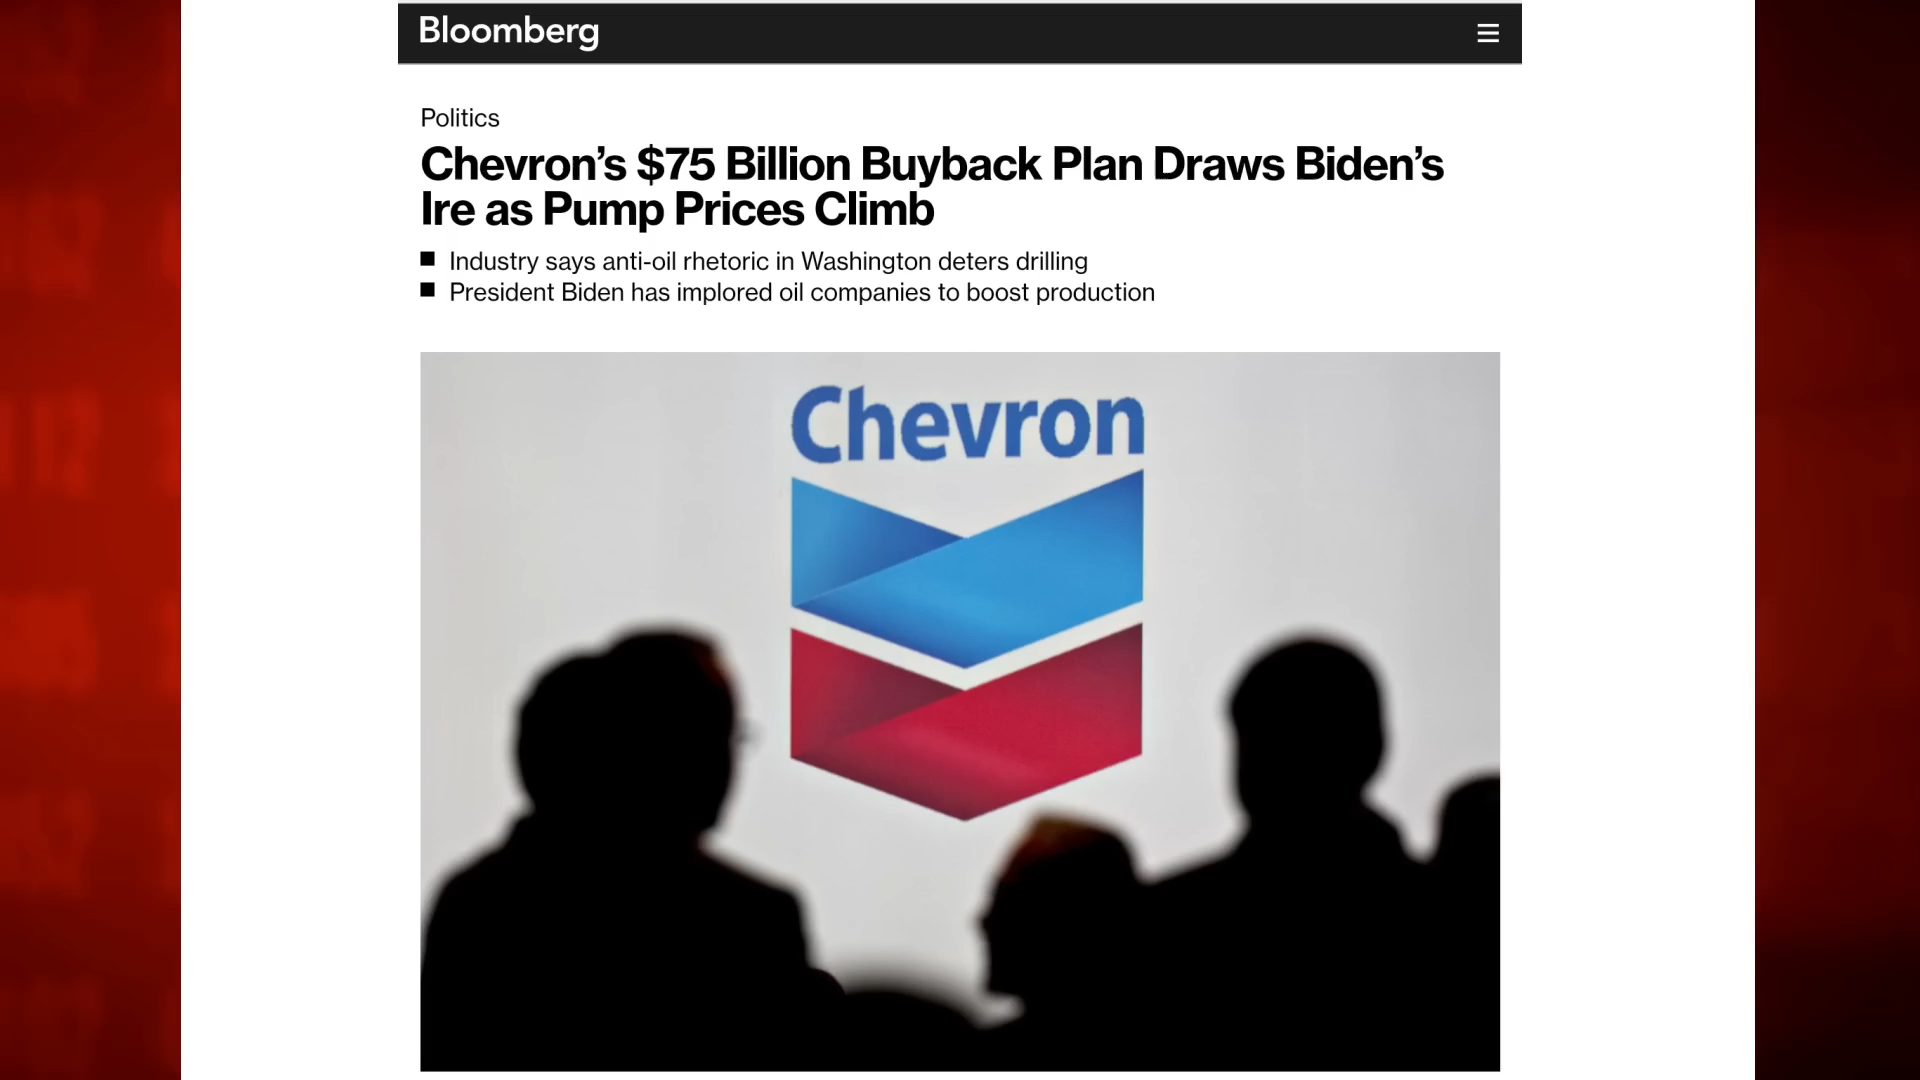 Bloomberg
Politics
Chevron’s $75 Billion Buyback Plan Draws Biden’s
Ire as Pump Prices Climb
■ Industry says anti-oil rhetoric in Washington deters drilling
■ President Biden has implored oil companies to boost production
Chevron